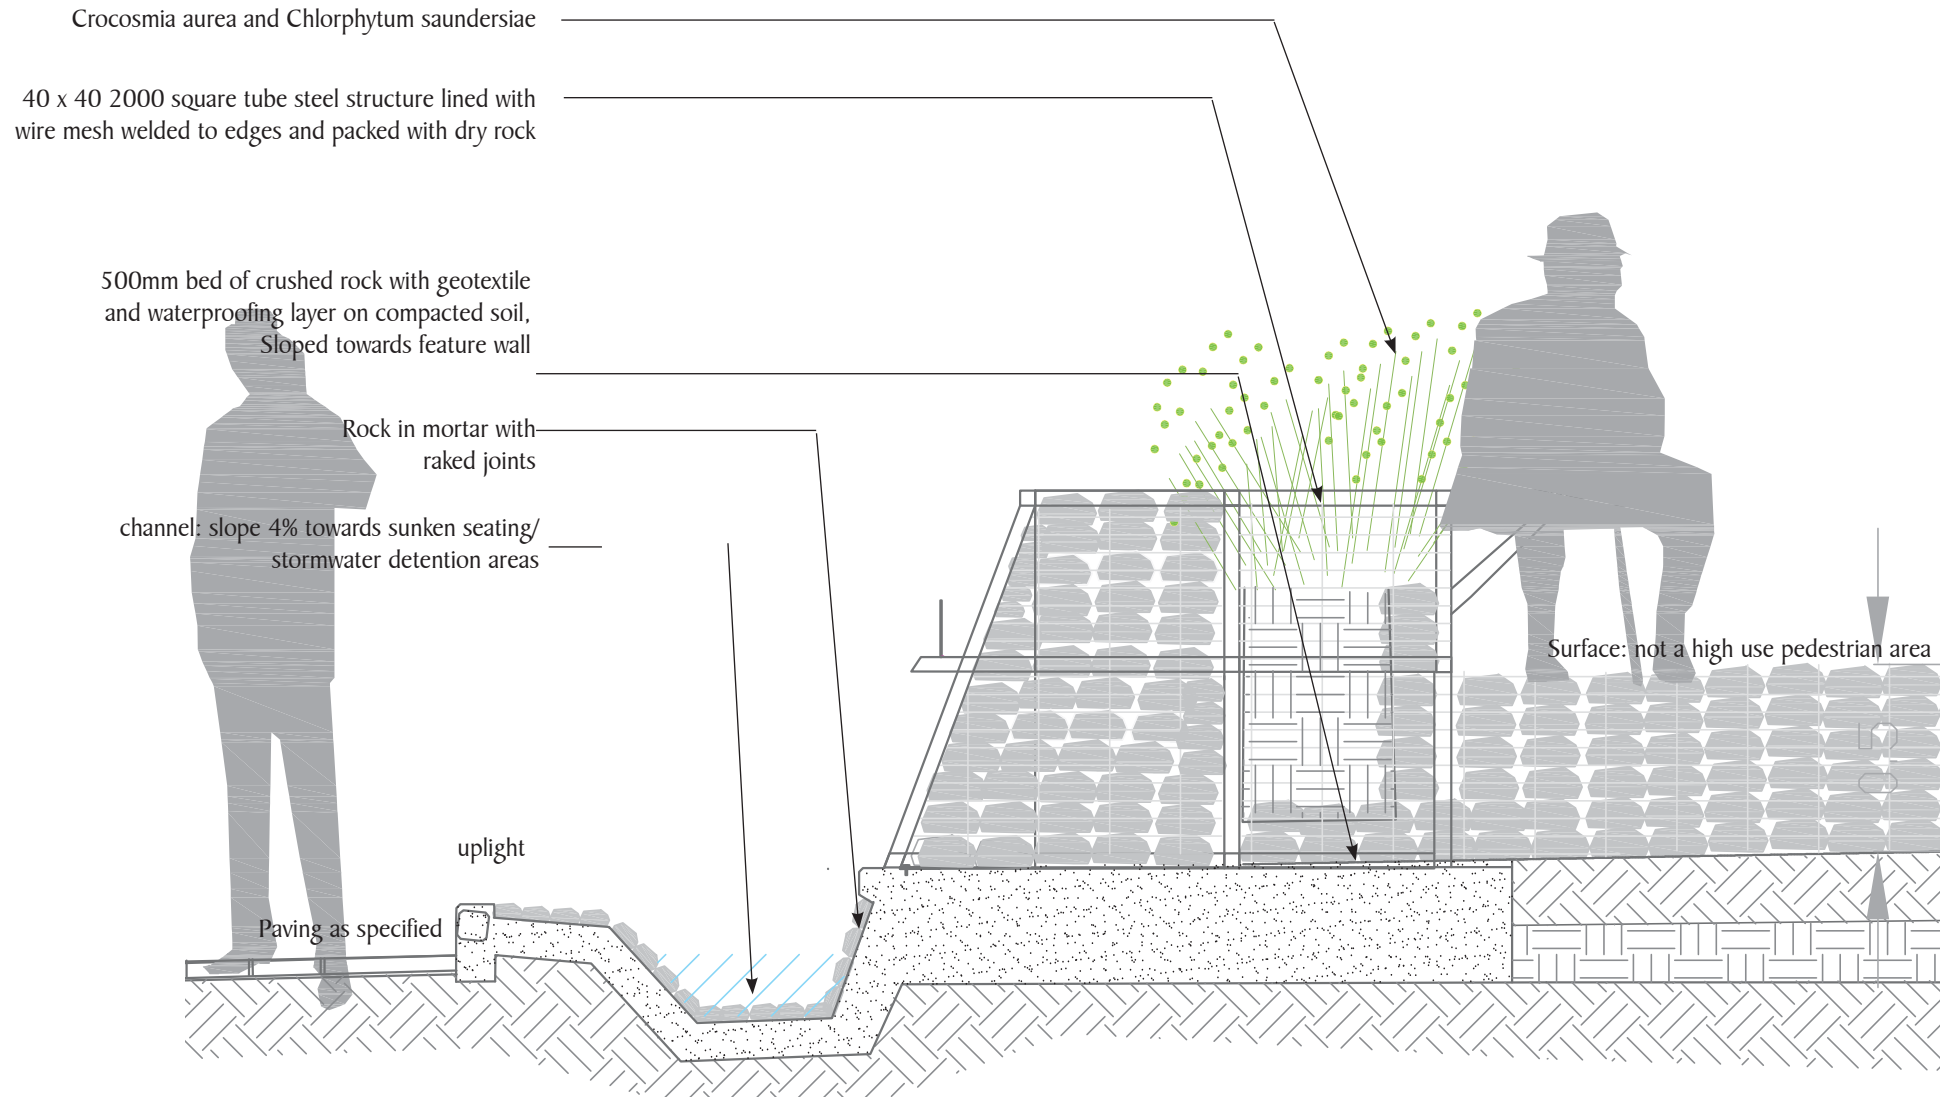 Crocosmia aurea and Chlorphytum saundersiae
40 x 40 2000 square tube steel structure lined with
wire mesh welded to edges and packed with dry rock
500mm bed of crushed rock with geotextile
and waterproofing layer on compacted soil,
Sloped towards feature wall
Rock in mortar with
raked joints
channel: slope 4% towards sunken seating/
stormwater detention areas
Surface: not a high use pedestrian area
uplight
Paving as specified